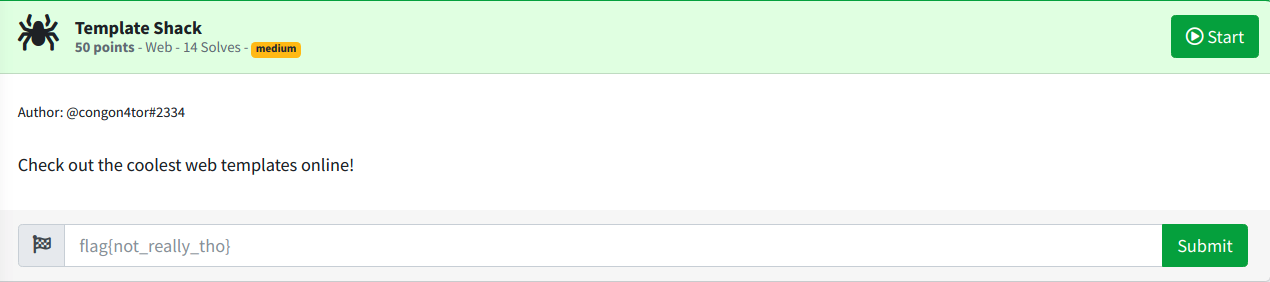 Template Shack
50 points - Web - 14 Solves - medium
Start
Author: @congon4tor#2334
Check out the coolest web templates online!
flag{not_really_tho}
Submit